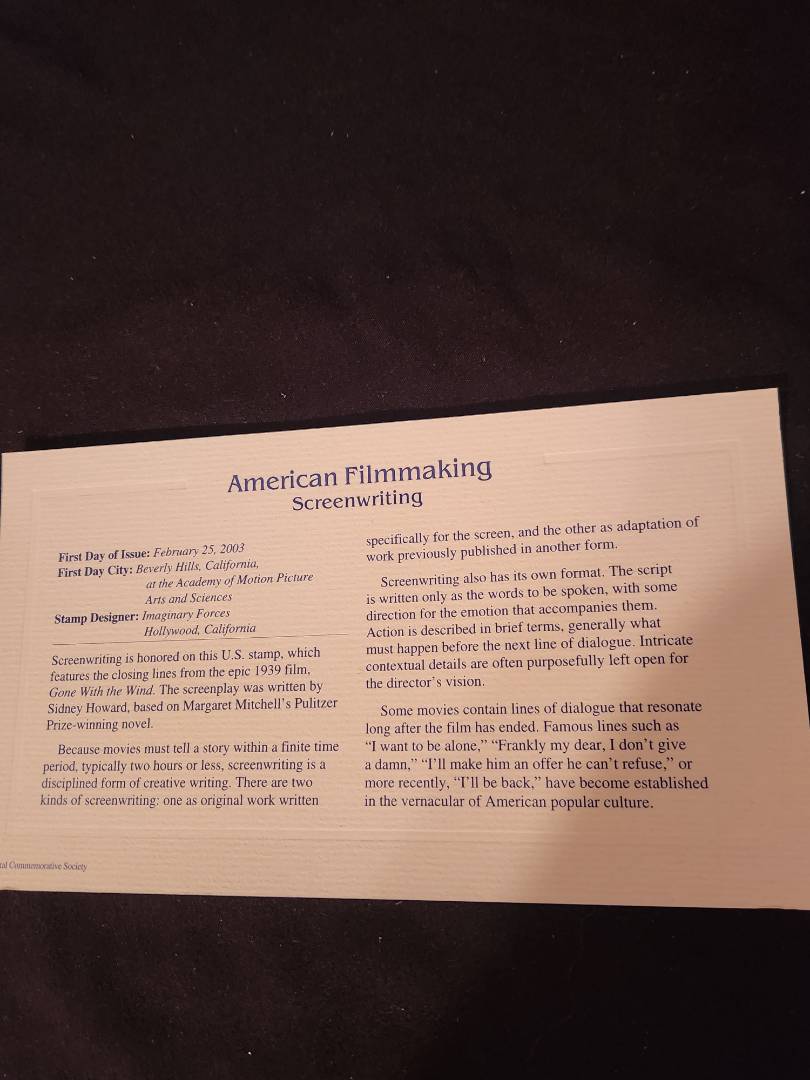 American Filmmaking
Screenwriting
First Day of Issue: February 25, 2003
First Day City: Beverly Hills, California,
at the Academy of Motion Picture
Arts and Sciences
Stamp Designer: Imaginary Forces
Hollywood, California
Screenwriting is honored on this U.S. stamp, which
features the closing lines from the epic 1939 film,
Gone With the Wind. The screenplay was written by
Sidney Howard, based on Margaret Mitchell’s Pulitzer
Prize-winning novel.
Because movies must tell a story within a finite time
period, typically two hours or less, screenwriting is a
disciplined form of creative writing. There are two
kinds of screenwriting: one as original work written
specifically for the screen, and the other as adaptation of
work previously published in another form.
Screenwriting also has its own format. The script
is written only as the words to be spoken, with some
direction for the emotion that accompanies them.
Action is described in brief terms, generally what
must happen before the next line of dialogue. Intricate
contextual details are often purposefully left open for
the director’s vision.
Some movies contain lines of dialogue that resonate
long after the film has ended. Famous lines such as
“I want to be alone,” “Frankly my dear, I don’t give
a damn,” “I’ll make him an offer he can’t refuse,” or
more recently, “I’ll be back,” have become established
in the vernacular of American popular culture.
Commemorative Society